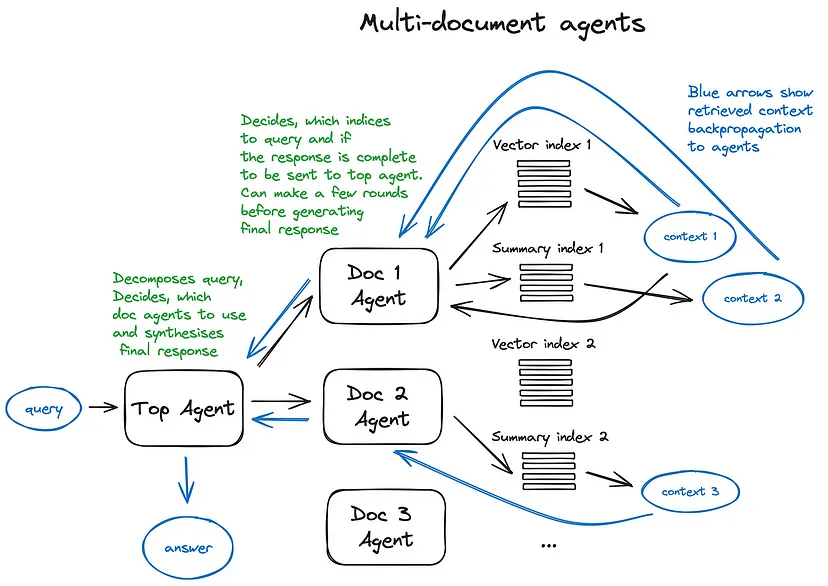 Multi-document agents
Blue arrows show
retrieved context
backpropagation
to agents
Decides, which indices
to query and if
the response is complete
to be sent to top agent.
Can make a few rounds
before generating
final response
Vector index 1
context 1
Summary index 1
context 2
Doc 1
Agent
Decomposes query,
Decides, which
doc agents to use
and synthesises
final response
Vector index 2
query
Top Agent
Doc 2
Agent
Summary index 2
context 3
Doc 3
Agent
...
answer